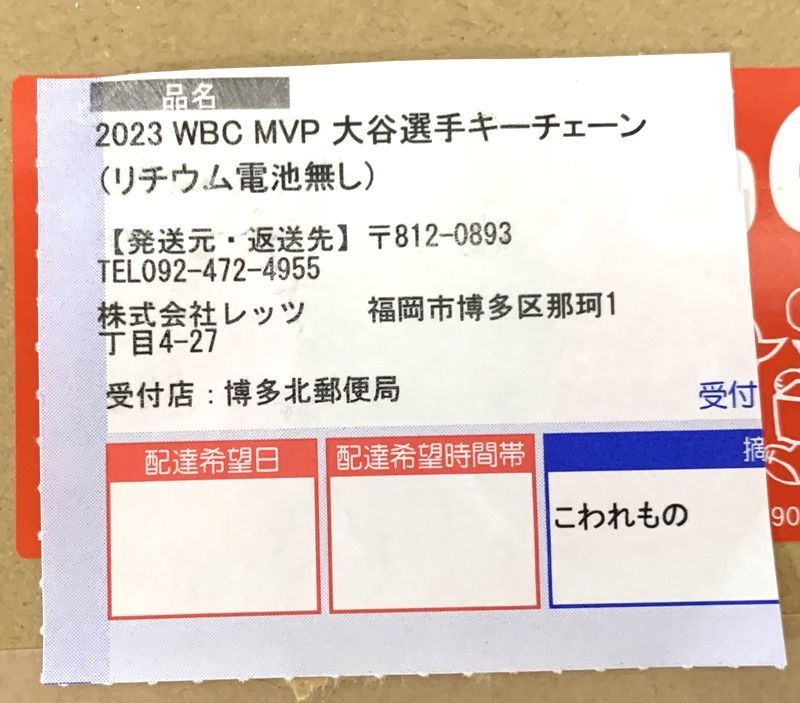 品名
2023 WBC MVP 大谷選手キーチェーン
(リチウム電池無し)
【発送元・返送先】〒812-0893
TEL092-472-4955
株式会社レッツ 福岡市博多区那珂1
丁目4-27
受付店：博多北郵便局 受付
配達希望日 配達希望時間帯 摘
こわれもの
90